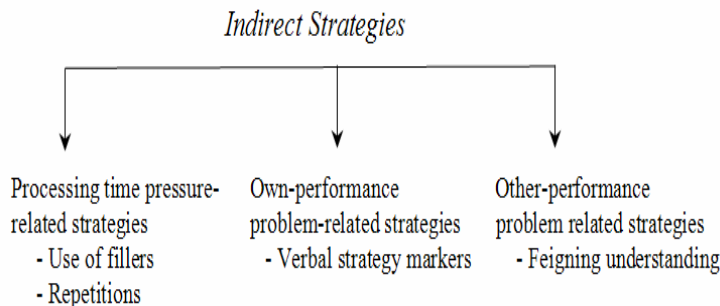 Indirect Strategies
Processing time pressure-
related strategies
- Use of fillers
- Repetitions
Own-performance
problem-related strategies
- Verbal strategy markers
Other-performance
problem related strategies
- Feigning understanding